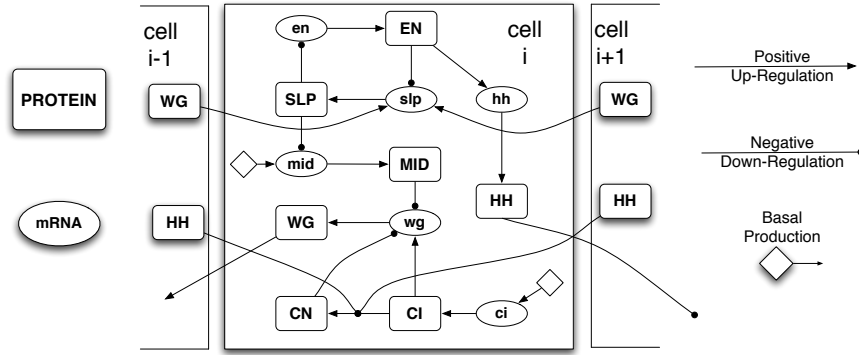 cell
i-1
en
EN
cell
i
cell
i+1
Positive
Up-Regulation
PROTEIN
WG
SLP
slp
hh
WG
Negative
Down-Regulation
mid
MID
mRNA
HH
WG
wg
HH
HH
Basal
Production
CN
CI
ci